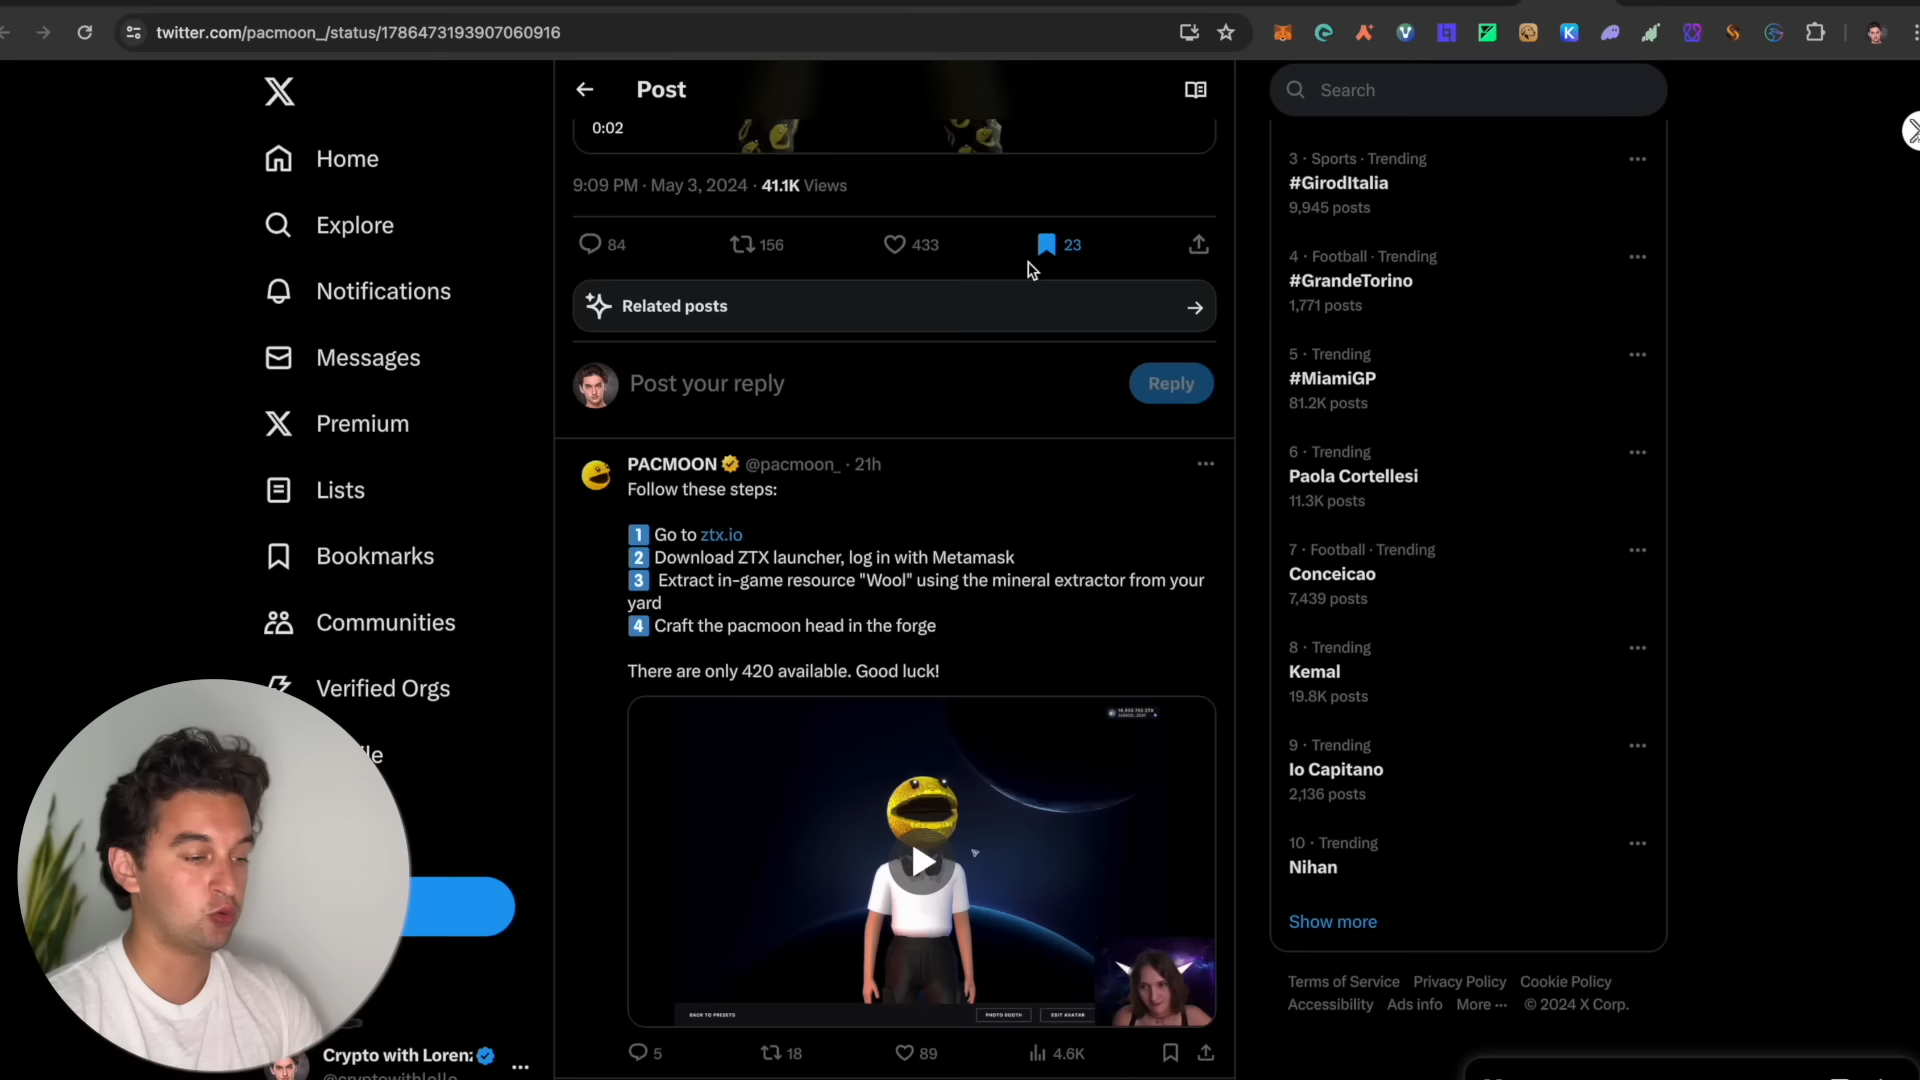 twitter.com/pacmoon_/status/1786473193907060916
Post
Search
0:02
9:09 PM · May 3, 2024 · 41.1K Views
84
156
433
23
Related posts
Post your reply
Reply
Home
Explore
Notifications
Messages
Premium
Lists
Bookmarks
Communities
Verified Orgs
PACMOON @pacmoon_ · 21h
Follow these steps:
1 Go to ztx.io
2 Download ZTX launcher, log in with Metamask
3 Extract in-game resource "Wool" using the mineral extractor from your
yard
4 Craft the pacmoon head in the forge
There are only 420 available. Good luck!
BACK TO PRESETS
PHOTO BOOTH
EDIT AVATAR
5
18
89
4.6K
Crypto with Loren
3 · Sports · Trending
#GirodItalia
9,945 posts
4 · Football · Trending
#GrandeTorino
1,771 posts
5 · Trending
#MiamiGP
81.2K posts
6 · Trending
Paola Cortellesi
11.3K posts
7 · Football · Trending
Conceicao
7,439 posts
8 · Trending
Kemal
19.8K posts
9 · Trending
Io Capitano
2,136 posts
10 · Trending
Nihan
Show more
Terms of Service Privacy Policy Cookie Policy
Accessibility Ads info More ··· © 2024 X Corp.